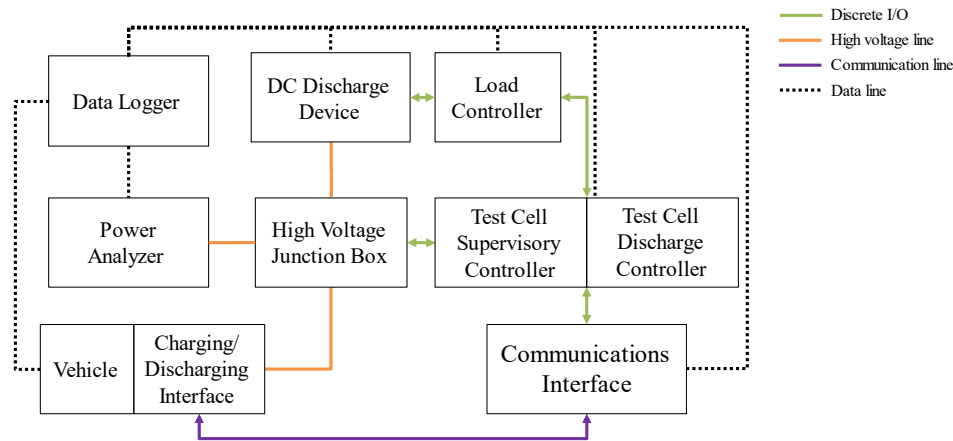 Discrete I/O
High voltage line
Communication line
Data line
Data Logger
DC Discharge
Device
Load
Controller
Power
Analyzer
High Voltage
Junction Box
Test Cell
Supervisory
Controller
Test Cell
Discharge
Controller
Vehicle
Charging/
Discharging
Interface
Communications
Interface